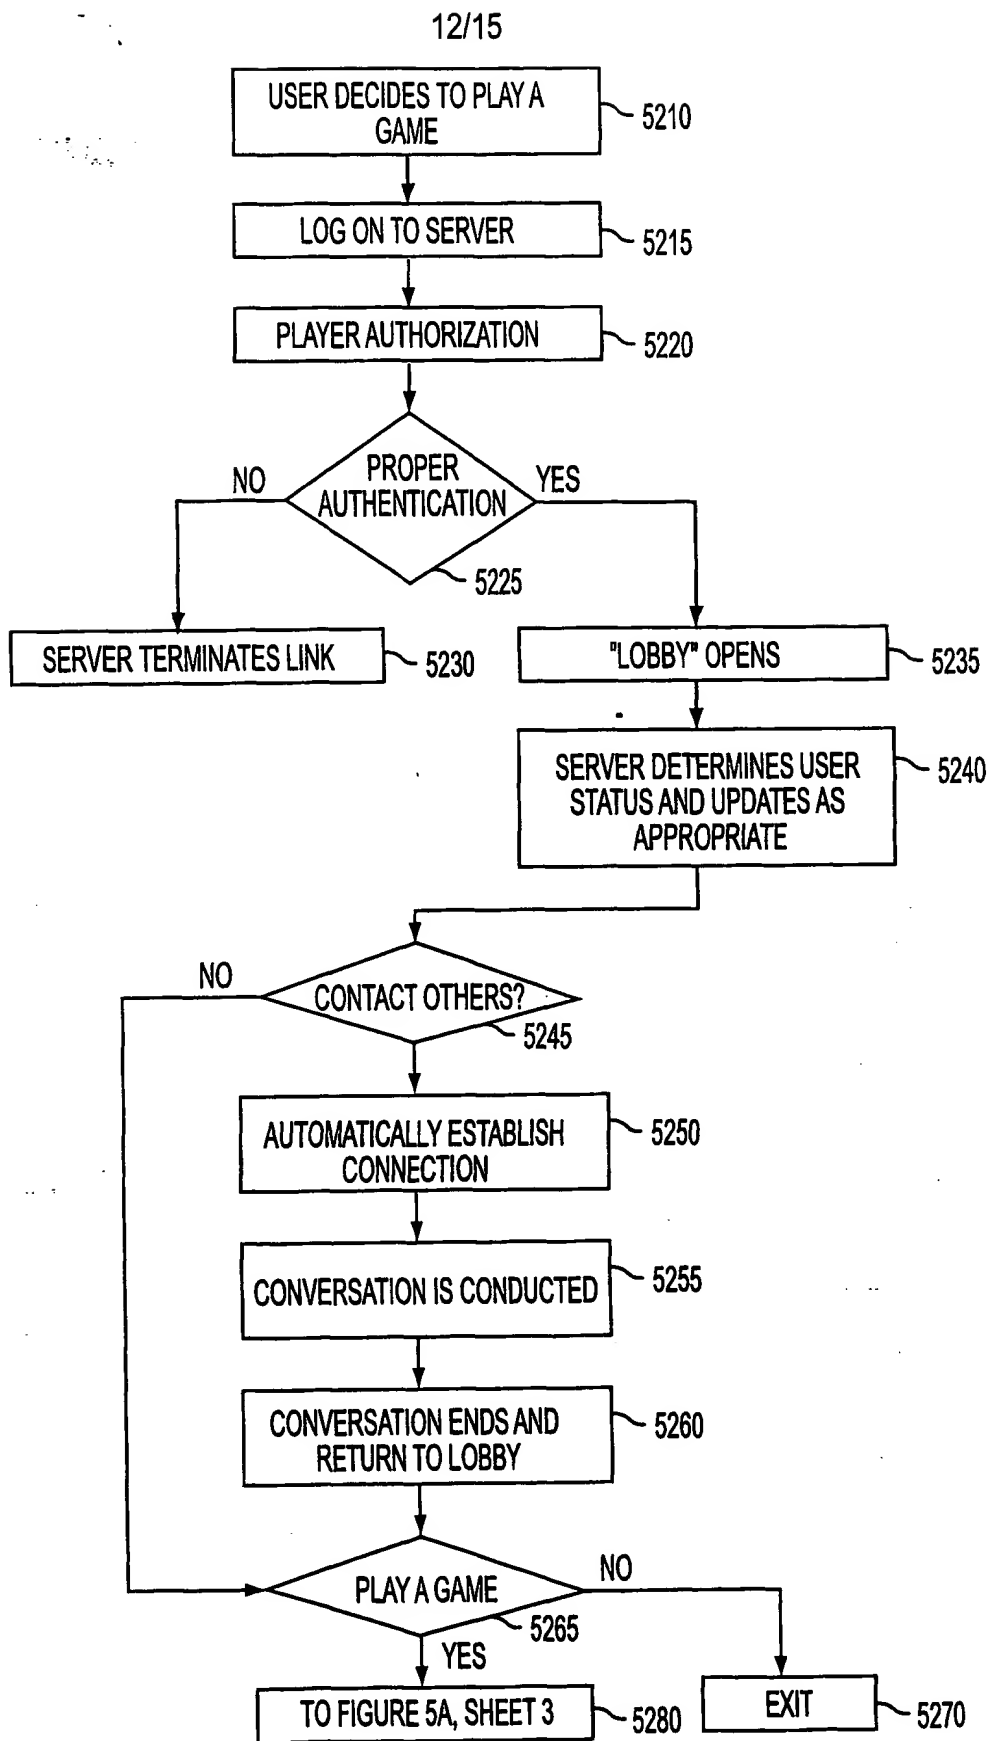 12/15
USER DECIDES TO PLAY A
GAME
5210
LOG ON TO SERVER
5215
PLAYER AUTHORIZATION
5220
PROPER
AUTHENTICATION
NO
YES
5225
SERVER TERMINATES LINK
5230
"LOBBY" OPENS
5235
SERVER DETERMINES USER
STATUS AND UPDATES AS
APPROPRIATE
5240
NO
CONTACT OTHERS?
5245
AUTOMATICALLY ESTABLISH
CONNECTION
5250
CONVERSATION IS CONDUCTED
5255
CONVERSATION ENDS AND
RETURN TO LOBBY
5260
PLAY A GAME
NO
5265
YES
TO FIGURE 5A, SHEET 3
5280
EXIT
5270